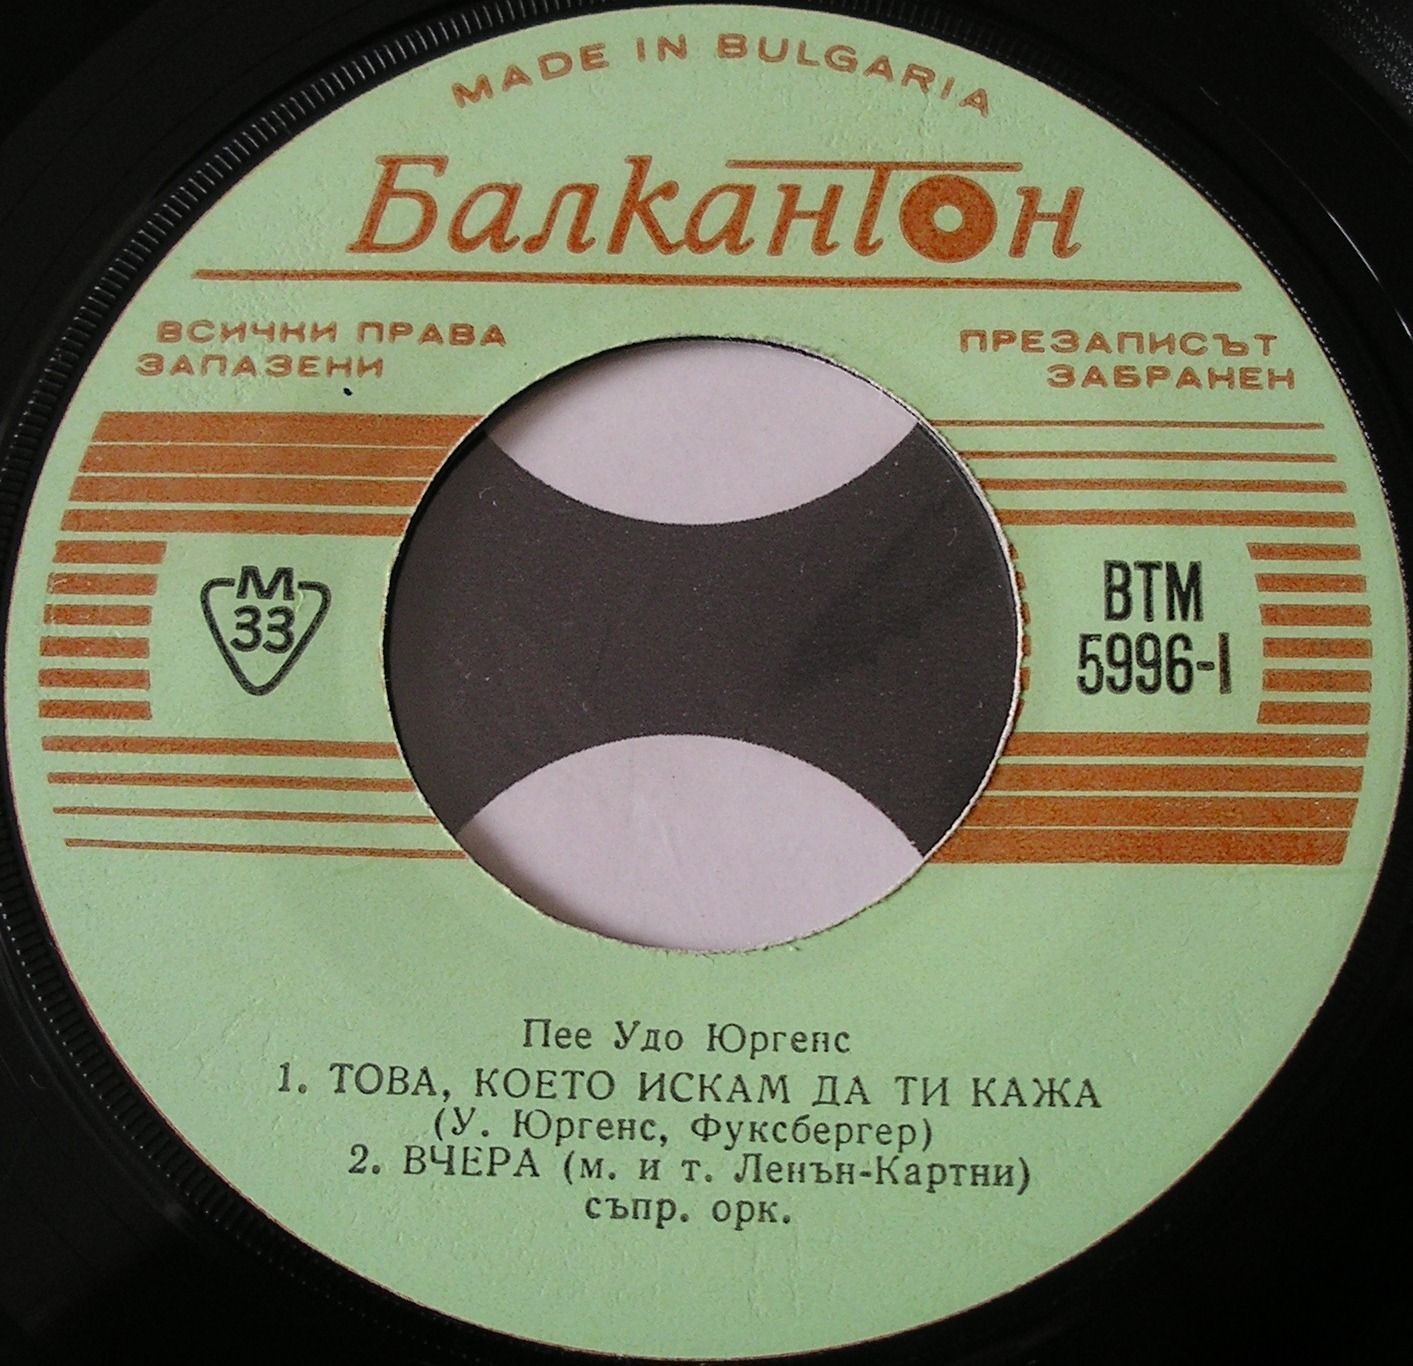 MADE IN BULGARIA
Балкантон
ВСИЧКИ ПРАВА
ЗАПАЗЕНИ
ПРЕЗАПИСЪТ
ЗАБРАНЕН
М
33
ВТМ
5996-I
Пее Удо Юргенс
1. ТОВА, КОЕТО ИСКАМ ДА ТИ КАЖА
(У. Юргенс, Фуксбергер)
2. ВЧЕРА (м. и т. Ленън-Картни)
съпр. орк.